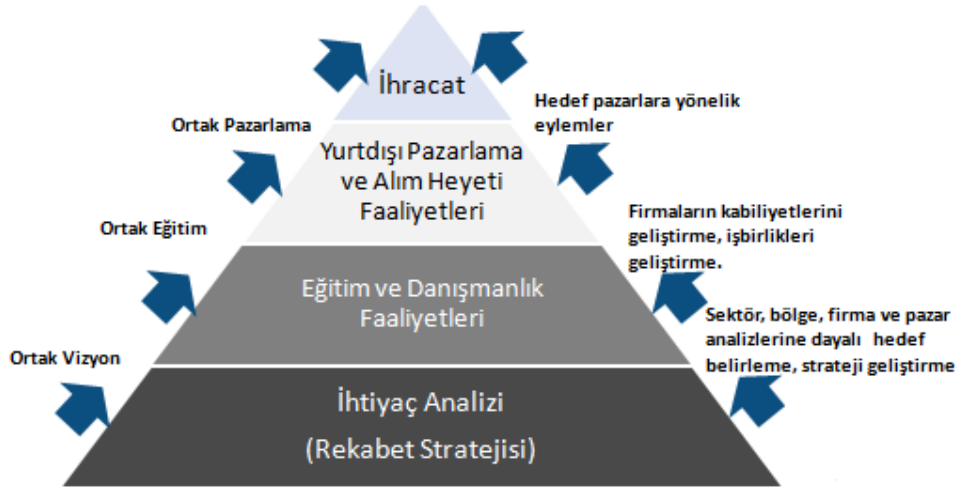 İhracat
Ortak Pazarlama
Hedef pazarlara yönelik
eylemler
Yurtdışı Pazarlama
ve Alım Heyeti
Faaliyetleri
Ortak Eğitim
Firmaların kabiliyetlerini
geliştirme, işbirlikleri
geliştirme.
Eğitim ve Danışmanlık
Faaliyetleri
Ortak Vizyon
Sektör, bölge, firma ve pazar
analizlerine dayalı hedef
belirleme, strateji geliştirme
İhtiyaç Analizi
(Rekabet Stratejisi)